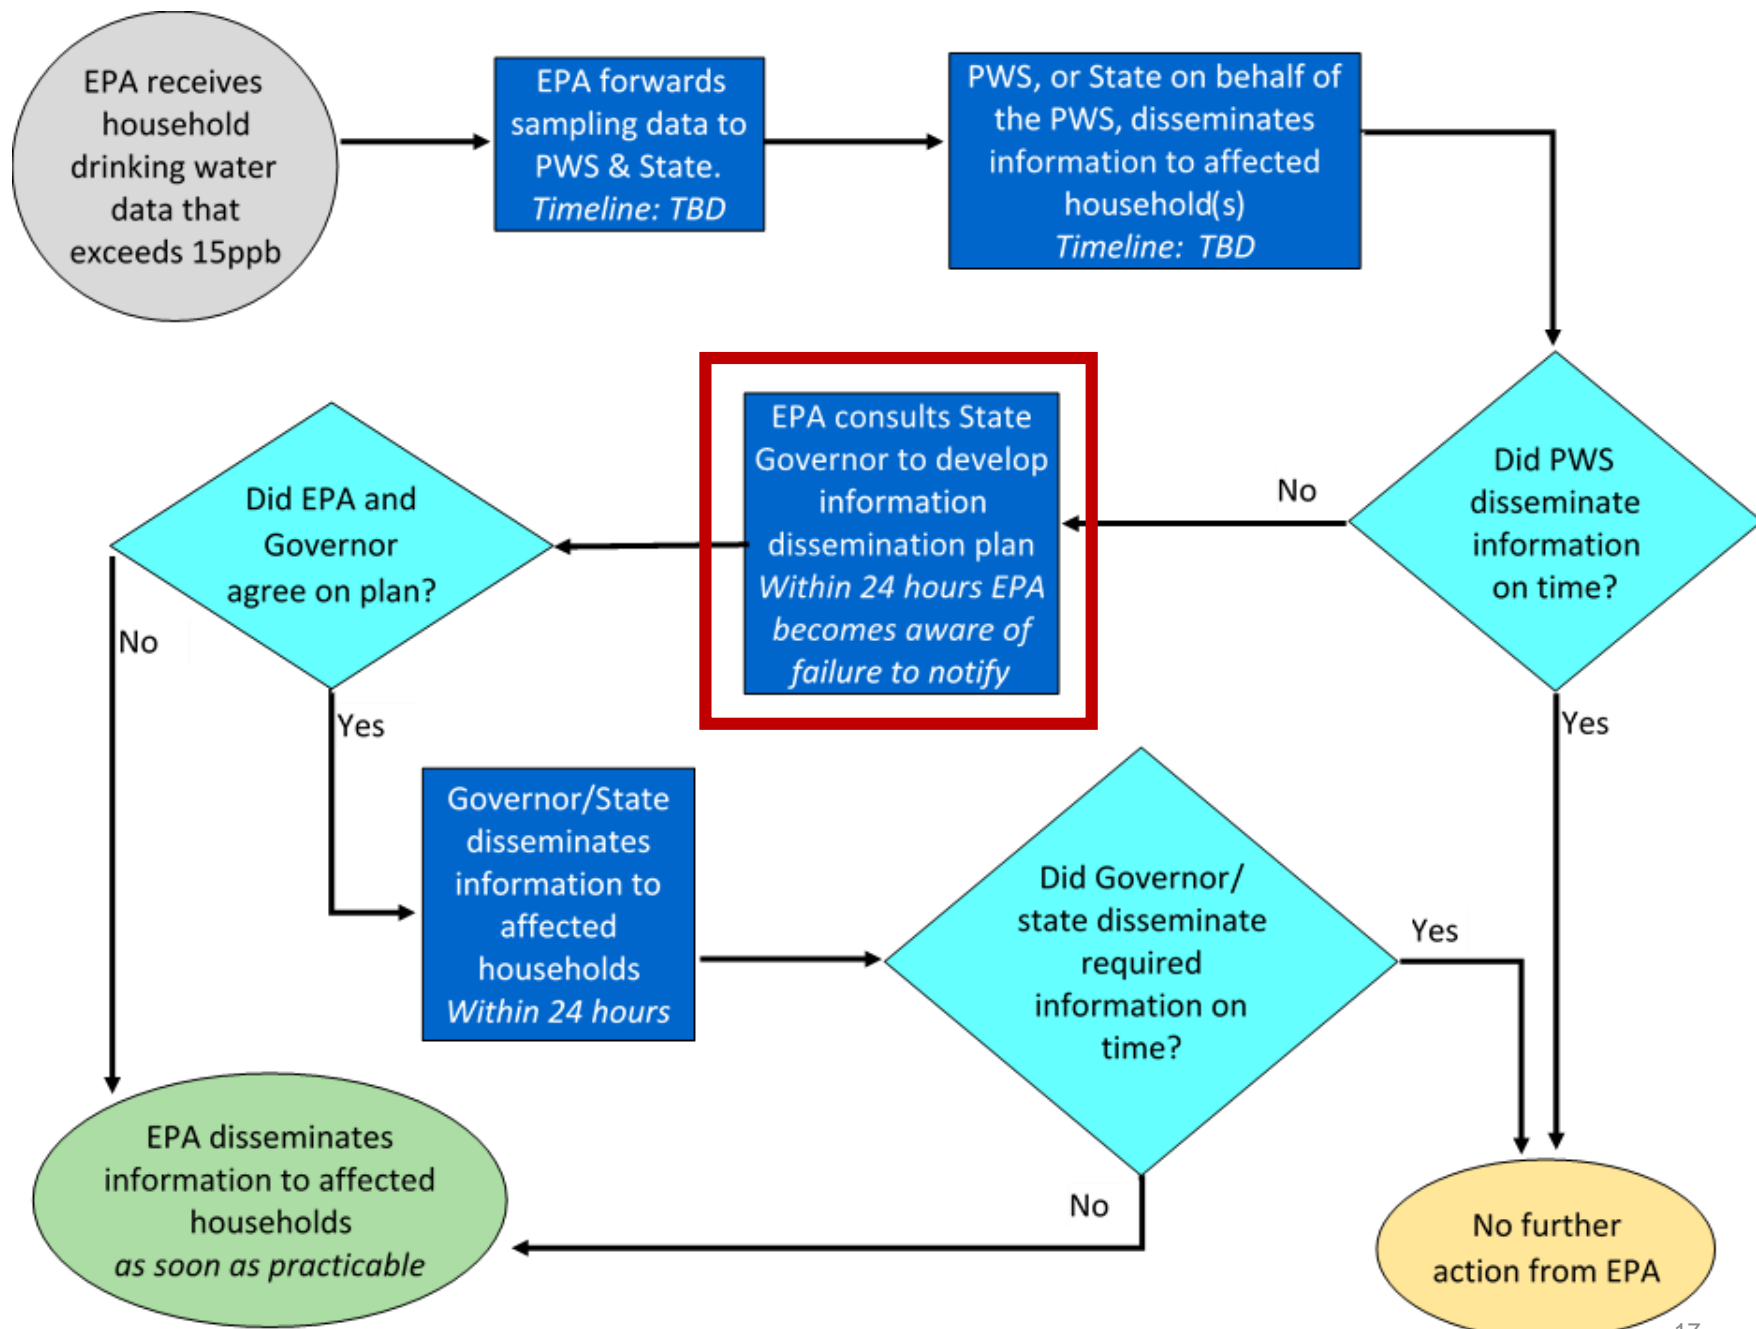 EPA receives
household
drinking water
data that
exceeds 15ppb
EPA forwards
sampling data to
PWS & State.
Timeline: TBD
PWS, or State on behalf of
the PWS, disseminates
information to affected
household(s)
Timeline: TBD
Did PWS
disseminate
information
on time?
No
Yes
EPA consults State
Governor to develop
information
dissemination plan
Within 24 hours EPA
becomes aware of
failure to notify
Did EPA and
Governor
agree on plan?
No
Yes
Governor/State
disseminates
information to
affected
households
Within 24 hours
Did Governor/
state disseminate
required
information on
time?
Yes
No
EPA disseminates
information to affected
households
as soon as practicable
No further
action from EPA